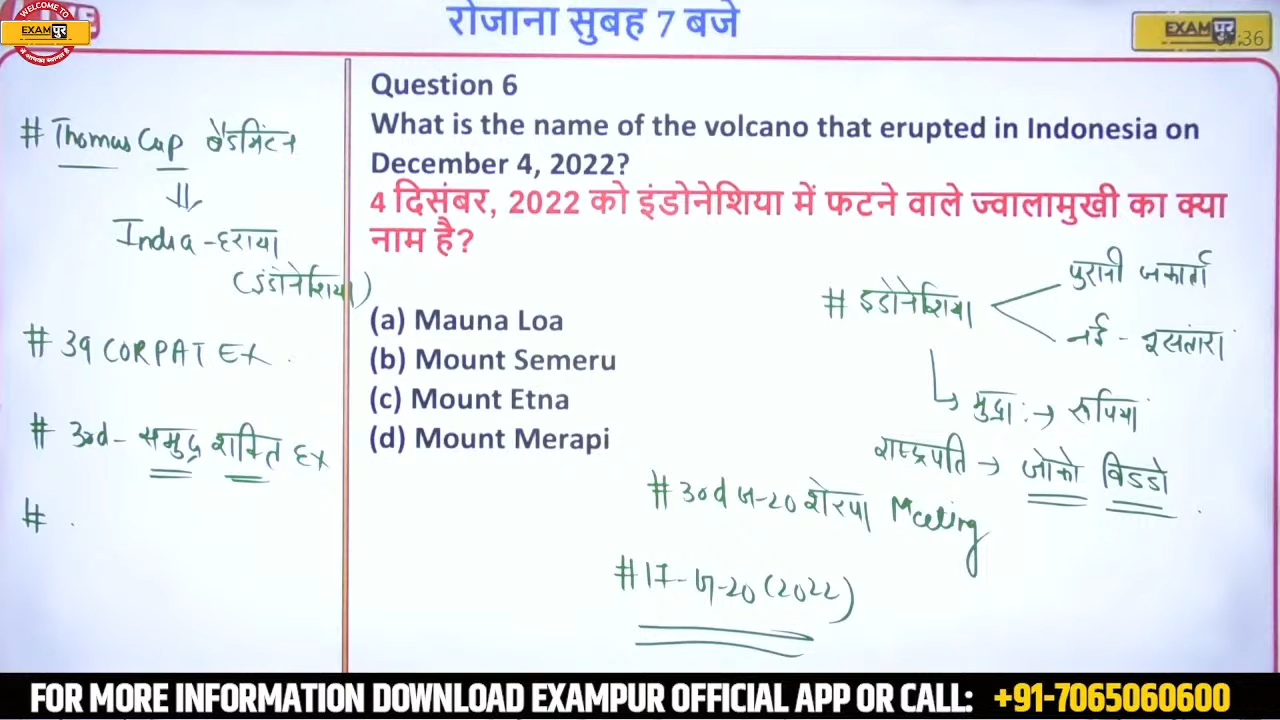 WELCOME TO
EXAMपुर
रोजाना सुबह 7 बजे
EXAMपुर
:36
# Thomas Cup बैडमिंटन
India - हराया
(इंडोनेशिया)
# 39 CORPAT EX.
# 3rd - समुद्र शक्ति Ex
#
Question 6
What is the name of the volcano that erupted in Indonesia on
December 4, 2022?
4 दिसंबर, 2022 को इंडोनेशिया में फटने वाले ज्वालामुखी का क्या
नाम है?
(a) Mauna Loa
(b) Mount Semeru
(c) Mount Etna
(d) Mount Merapi
# इंडोनेशिया
पुरानी जकार्ता
नई - नुसंतारा
मुद्रा :→ रुपिया
राष्ट्रपति → जोको विडडो
# 3rd जी-20 शेरपा Meeting
# 17 - जी-20 (2022)
FOR MORE INFORMATION DOWNLOAD EXAMPUR OFFICIAL APP OR CALL: +91-7065060600